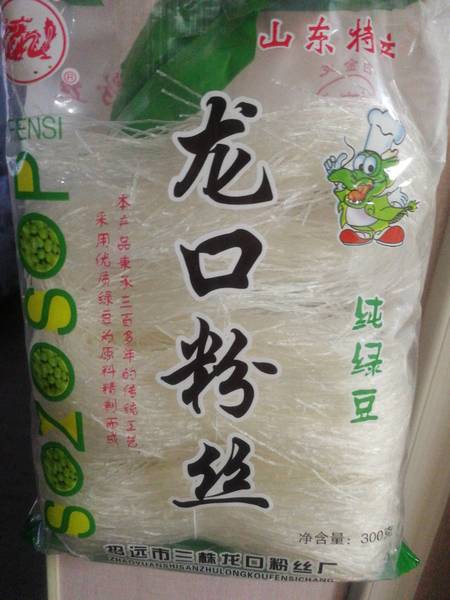 山东特产
FENSI
SOZOSOP
龙口粉丝
本产品秉承三百多年的传统工艺
采用优质绿豆为原料精制而成
纯绿豆
净含量：300克
招远市三株龙口粉丝厂
SZHAOYUANSHISANZHULONGKOUFENSICHANG